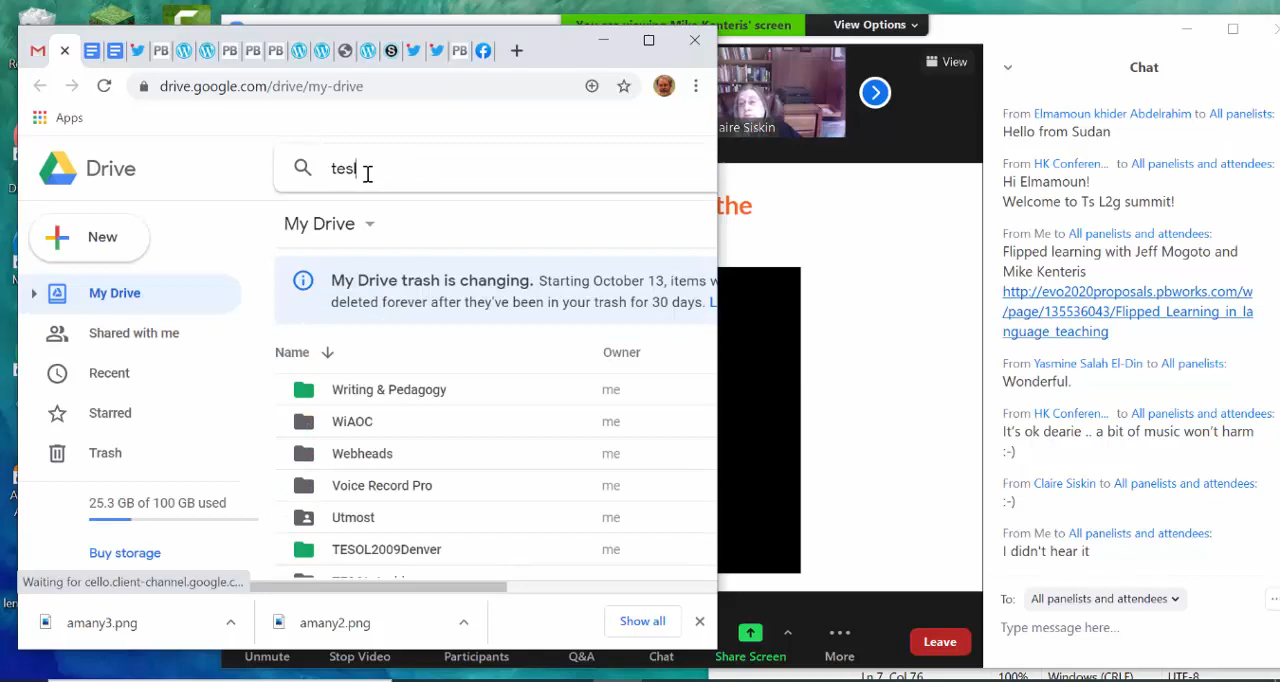 You are viewing Mike Kenteris' screen
View Options
PB
PB
PB
PB
PB
drive.google.com/drive/my-drive
Apps
Drive
tesl
New
My Drive
My Drive
Shared with me
Recent
Starred
Trash
25.3 GB of 100 GB used
Buy storage
My Drive trash is changing. Starting October 13, items w
deleted forever after they've been in your trash for 30 days. L
Name
Owner
Writing & Pedagogy
me
WiAOC
me
Webheads
me
Voice Record Pro
me
Utmost
me
TESOL2009Denver
me
Waiting for cello.client-channel.google.c...
amany3.png
amany2.png
Show all
aire Siskin
View
the
Unmute
Stop Video
Participants
Q&A
Chat
Share Screen
More
Leave
Chat
From Elmamoun khider Abdelrahim to All panelists:
Hello from Sudan
From HK Conferen... to All panelists and attendees:
Hi Elmamoun!
Welcome to Ts L2g summit!
From Me to All panelists and attendees:
Flipped learning with Jeff Mogoto and
Mike Kenteris
http://evo2020proposals.pbworks.com/w
/page/135536043/Flipped_Learning_in_la
nguage_teaching
From Yasmine Salah El-Din to All panelists:
Wonderful.
From HK Conferen... to All panelists and attendees:
It's ok dearie .. a bit of music won't harm
:-)
From Claire Siskin to All panelists and attendees:
:-)
From Me to All panelists and attendees:
I didn't hear it
To: All panelists and attendees
Type message here...
Ln 7, Col 76
100%
Windows (CRLF)
UTF-8